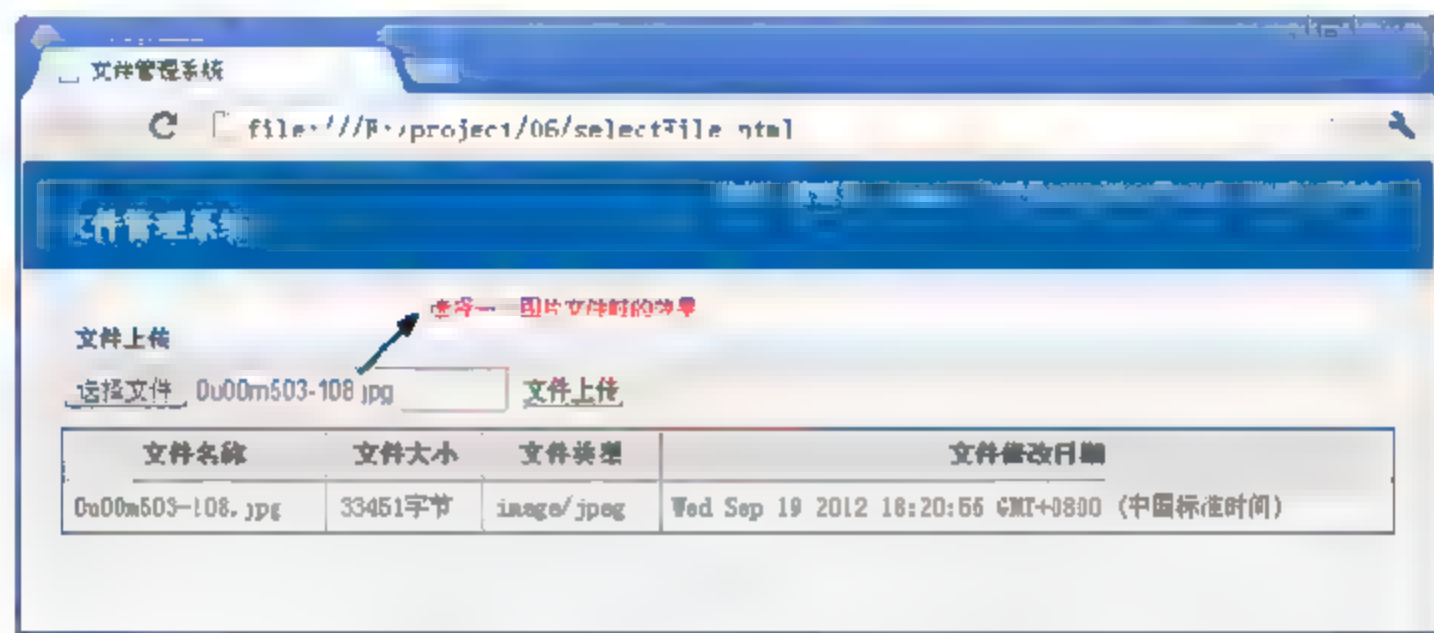 文件管理系统
file:///F:/project/06/selectFile.html
文件管理系统
选择一 图片文件时的效果
文件上传
选择文件 0u00m503-108.jpg 文件上传
文件名称 文件大小 文件类型 文件修改日期
0u00m503-108.jpg 33451字节 image/jpeg Wed Sep 19 2012 18:20:56 GMT+0800 (中国标准时间)